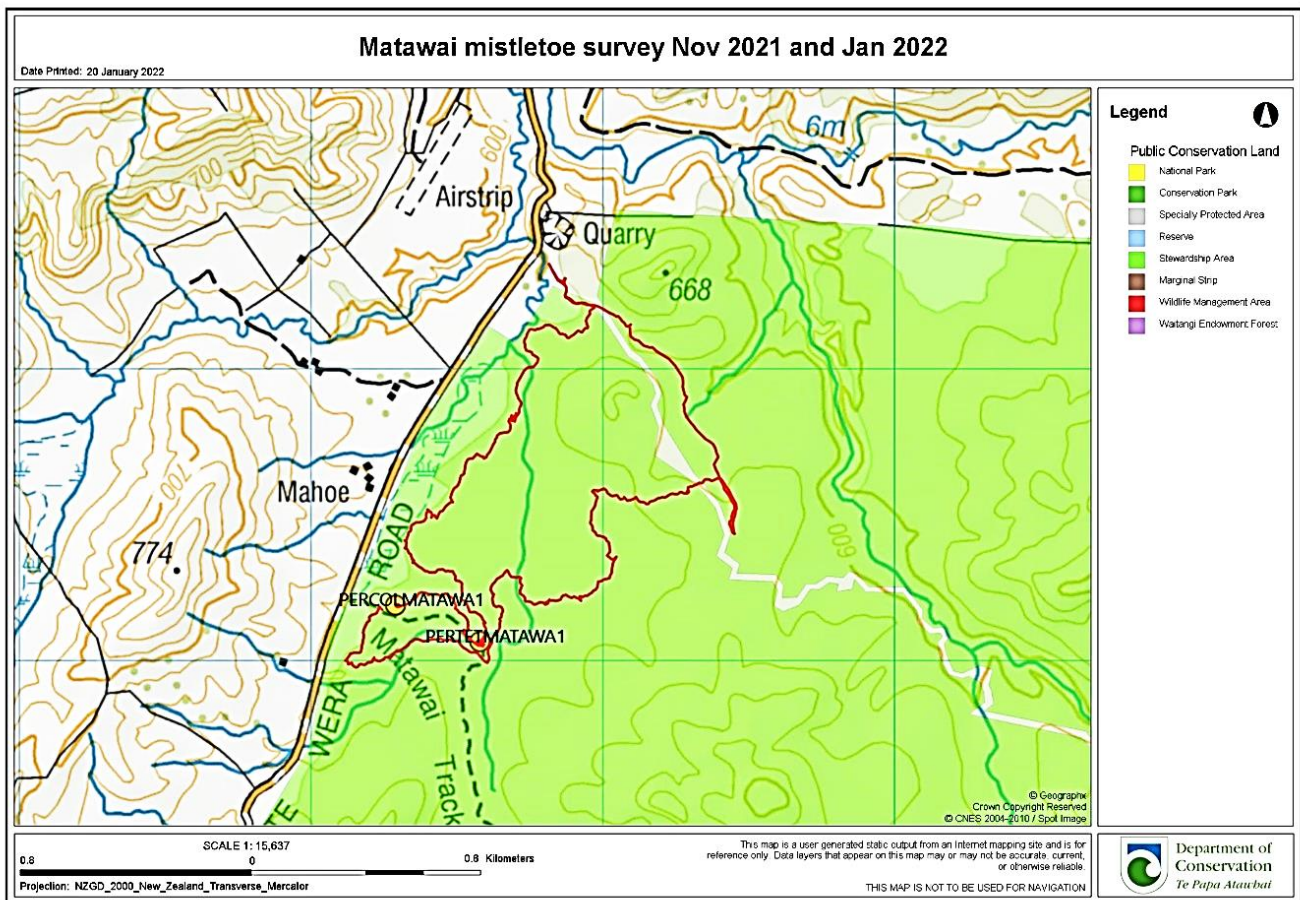 Matawai mistletoe survey Nov 2021 and Jan 2022
Date Printed: 20 January 2022
6m
600
700
Airstrip
Quarry
668
Mahoe
700
774
ROAD
600
PERCOLMATAWA1
PERTETMATAWA1
Matawai
Track
WERA
TE
© Geographx
Crown Copyright Reserved
© CNES 2004-2010 / Spot Image
Legend
Public Conservation Land
National Park
Conservation Park
Specially Protected Area
Reserve
Stewardship Area
Marginal Strip
Wildlife Management Area
Waitangi Endowment Forest
SCALE 1: 15,637
0.8
0
0.8 Kilometers
Projection: NZGD_2000_New_Zealand_Transverse_Mercator
This map is a user generated static output from an Internet mapping site and is for
reference only. Data layers that appear on this map may or may not be accurate, current,
or otherwise reliable.
THIS MAP IS NOT TO BE USED FOR NAVIGATION
Department of
Conservation
Te Papa Atawhai